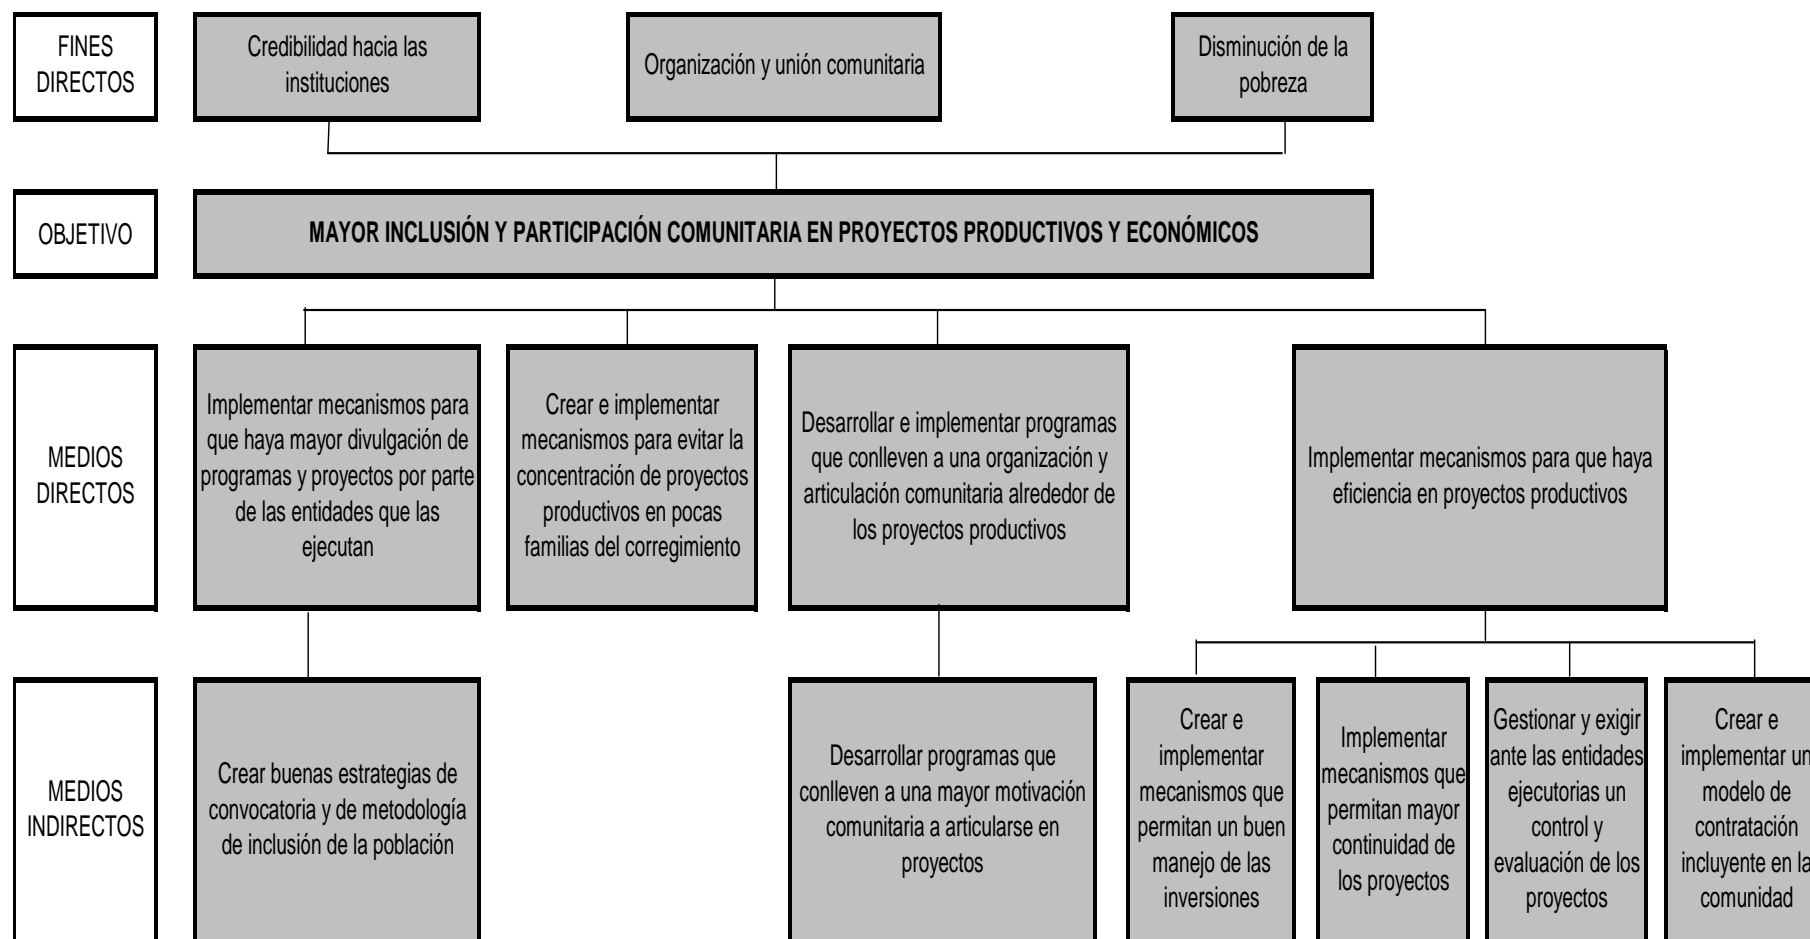 FINES
DIRECTOS
Credibilidad hacia las
instituciones
Organización y unión comunitaria
Disminución de la
pobreza
OBJETIVO
MAYOR INCLUSIÓN Y PARTICIPACIÓN COMUNITARIA EN PROYECTOS PRODUCTIVOS Y ECONÓMICOS
MEDIOS
DIRECTOS
Implementar mecanismos para
que haya mayor divulgación de
programas y proyectos por parte
de las entidades que las
ejecutan
Crear e implementar
mecanismos para evitar la
concentración de proyectos
productivos en pocas
familias del corregimiento
Desarrollar e implementar programas
que conlleven a una organización y
articulación comunitaria alrededor de
los proyectos productivos
Implementar mecanismos para que haya
eficiencia en proyectos productivos
MEDIOS
INDIRECTOS
Crear buenas estrategias de
convocatoria y de metodología
de inclusión de la población
Desarrollar programas que
conlleven a una mayor motivación
comunitaria a articularse en
proyectos
Crear e
implementar
mecanismos que
permitan un buen
manejo de las
inversiones
Implementar
mecanismos que
permitan mayor
continuidad de
los proyectos
Gestionar y exigir
ante las entidades
ejecutorias un
control y
evaluación de los
proyectos
Crear e
implementar un
modelo de
contratación
incluyente en la
comunidad